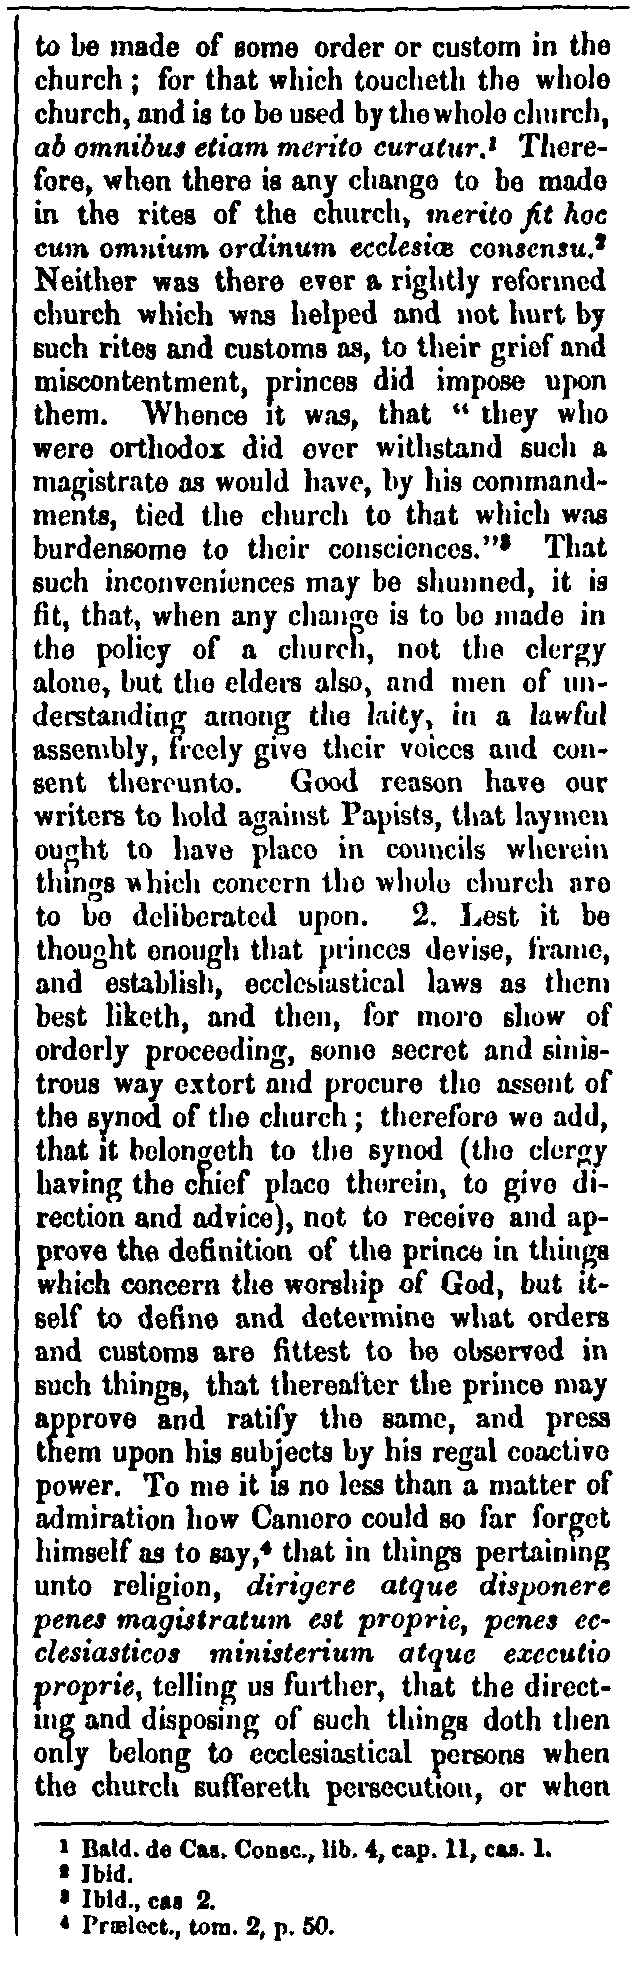 to be made of some order or custom in the
church ; for that which toucheth the whole
church, and is to be used by the whole church,
ab omnibus etiam merito curatur.¹ There-
fore, when there is any change to be made
in the rites of the church, merito fit hoc
cum omnium ordinum ecclesiæ consensu.²
Neither was there ever a rightly reformed
church which was helped and not hurt by
such rites and customs as, to their grief and
miscontentment, princes did impose upon
them. Whence it was, that “ they who
were orthodox did ever withstand such a
magistrate as would have, by his command-
ments, tied the church to that which was
burdensome to their consciences.”³ That
such inconveniences may be shunned, it is
fit, that, when any change is to be made in
the policy of a church, not the clergy
alone, but the elders also, and men of un-
derstanding among the laity, in a lawful
assembly, freely give their voices and con-
sent thereunto. Good reason have our
writers to hold against Papists, that laymen
ought to have place in councils wherein
things which concern the whole church are
to be deliberated upon. 2. Lest it be
thought enough that princes devise, frame,
and establish, ecclesiastical laws as them
best liketh, and then, for more show of
orderly proceeding, some secret and sinis-
trous way extort and procure the assent of
the synod of the church ; therefore we add,
that it belongeth to the synod (the clergy
having the chief place therein, to give di-
rection and advice), not to receive and ap-
prove the definition of the prince in things
which concern the worship of God, but it-
self to define and determine what orders
and customs are fittest to be observed in
such things, that thereafter the prince may
approve and ratify the same, and press
them upon his subjects by his regal coactive
power. To me it is no less than a matter of
admiration how Camero could so far forget
himself as to say,⁴ that in things pertaining
unto religion, dirigere atque disponere
penes magistratum est proprie, penes ec-
clesiasticos ministerium atque executio
proprie, telling us further, that the direct-
ing and disposing of such things doth then
only belong to ecclesiastical persons when
the church suffereth persecution, or when
¹ Bald. de Cas. Consc., lib. 4, cap. 11, cas. 1.
² Ibid.
³ Ibid., cas 2.
⁴ Prælect., tom. 2, p. 50.